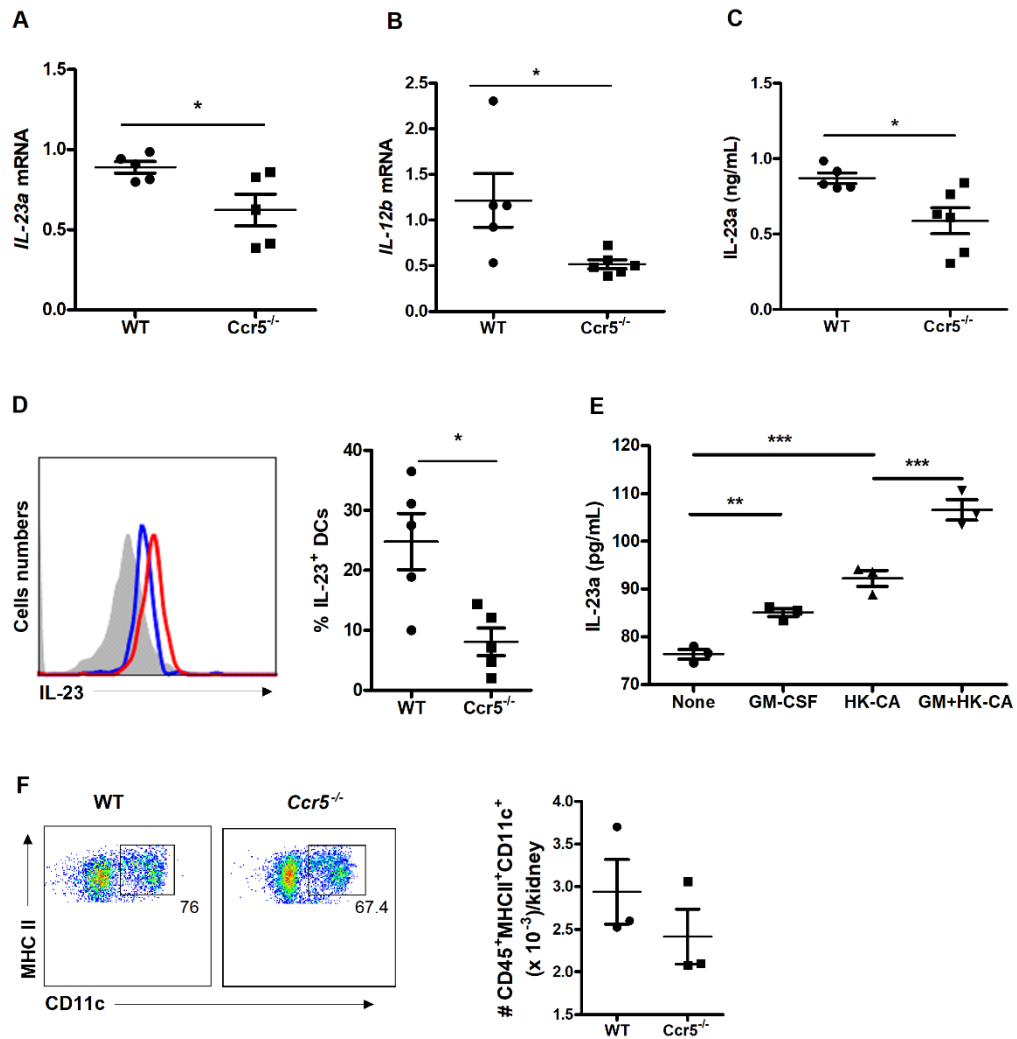 A
IL-23a mRNA
1.5
1.0
0.5
0.0
*
WT
Ccr5-/-
B
IL-12b mRNA
2.5
2.0
1.5
1.0
0.5
0.0
*
WT
Ccr5-/-
C
IL-23a (ng/mL)
1.5
1.0
0.5
0.0
*
WT
Ccr5-/-
D
Cells numbers
IL-23
% IL-23+ DCs
40
30
20
10
0
*
WT
Ccr5-/-
E
IL-23a (pg/mL)
120
110
100
90
80
70
**
***
***
None
GM-CSF
HK-CA
GM+HK-CA
F
WT
Ccr5-/-
MHC II
76
67.4
CD11c
# CD45+MHCII+CD11c+
(x 10-3)/kidney
4.0
3.5
3.0
2.5
2.0
1.5
WT
Ccr5-/-